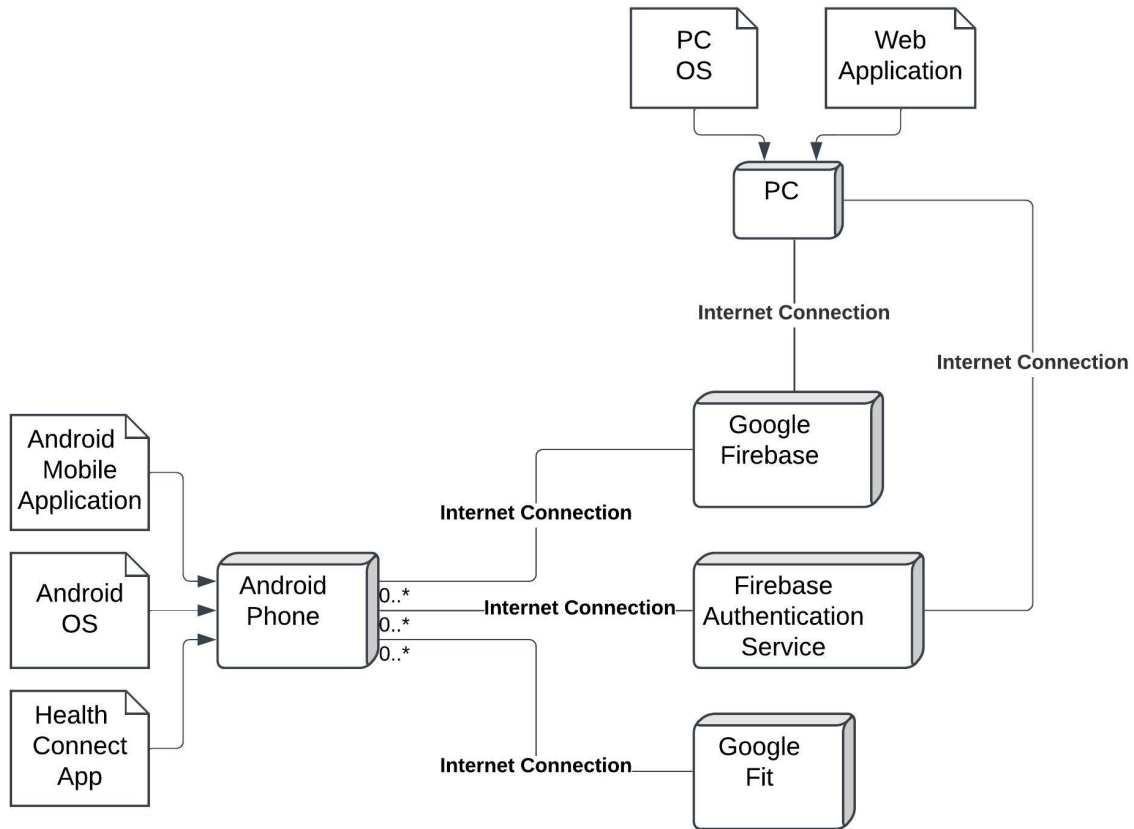 PC
OS
Web
Application
PC
Internet Connection
Internet Connection
Google
Firebase
Android
Mobile
Application
Internet Connection
Android
OS
Android
Phone
0..*
0..*
0..*
Internet Connection
Firebase
Authentication
Service
Health
Connect
App
Internet Connection
Google
Fit